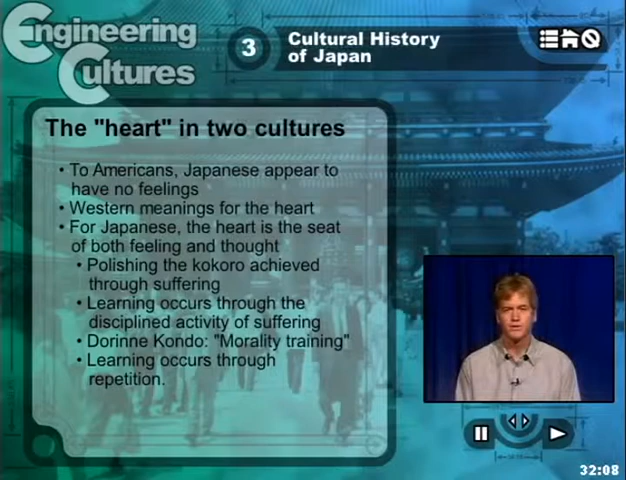 Engineering
Cultures
3
Cultural History
of Japan
The "heart" in two cultures
• To Americans, Japanese appear to
have no feelings
• Western meanings for the heart
• For Japanese, the heart is the seat
of both feeling and thought
• Polishing the kokoro achieved
through suffering
• Learning occurs through the
disciplined activity of suffering
• Dorinne Kondo: "Morality training"
• Learning occurs through
repetition.
32:08